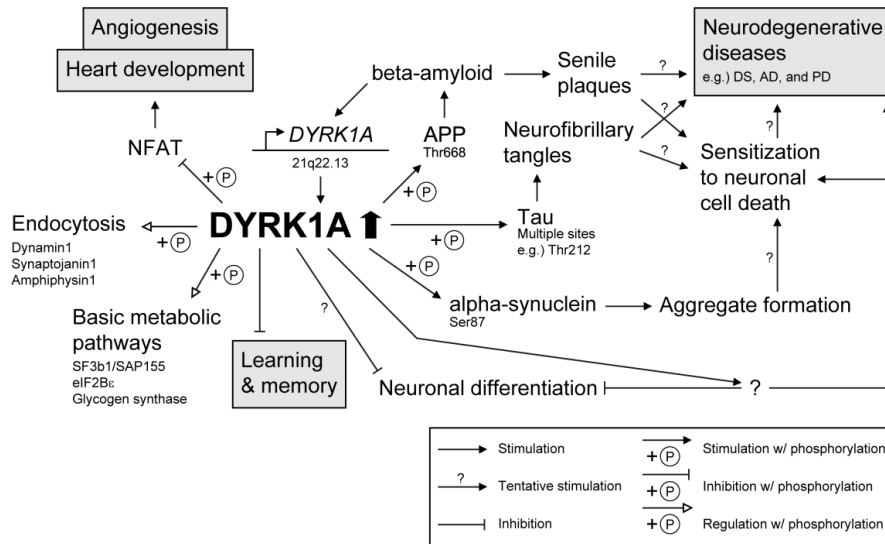 Angiogenesis
Heart development
NFAT
+ P
Endocytosis
Dynamin1
Synaptojanin1
Amphiphysin1
+ P
Basic metabolic
pathways
SF3b1/SAP155
eIF2Bε
Glycogen synthase
+ P
DYRK1A
21q22.13
DYRK1A
beta-amyloid
APP
Thr668
+ P
Senile
plaques
?
?
Neurofibrillary
tangles
?
?
Neurodegenerative
diseases
e.g.) DS, AD, and PD
?
Sensitization
to neuronal
cell death
?
Tau
Multiple sites
e.g.) Thr212
+ P
+ P
alpha-synuclein
Ser87
Aggregate formation
Learning
& memory
?
Neuronal differentiation
?
Stimulation
?
Tentative stimulation
Inhibition
+ P
Stimulation w/ phosphorylation
+ P
Inhibition w/ phosphorylation
+ P
Regulation w/ phosphorylation